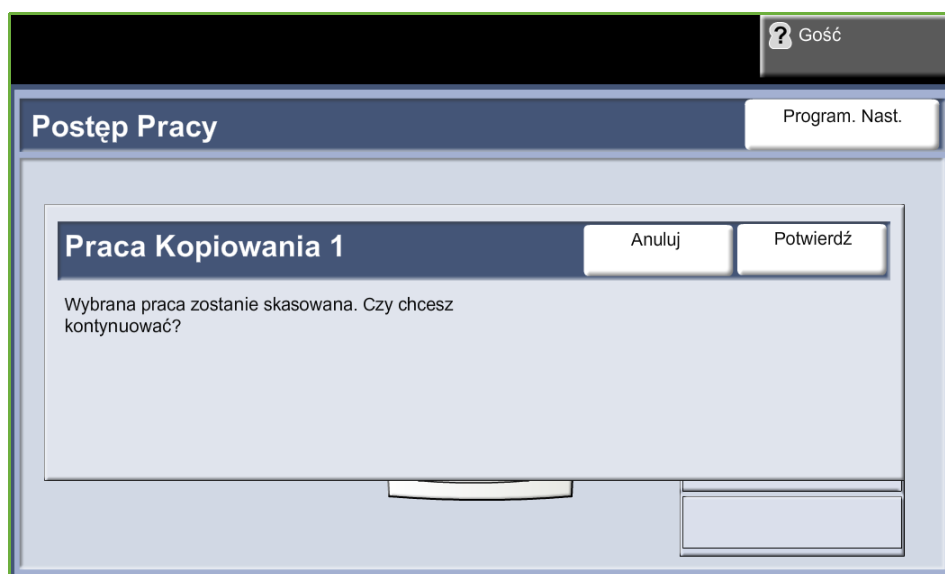 Gość
Postęp Pracy
Program. Nast.
Praca Kopiowania 1
Anuluj
Potwierdź
Wybrana praca zostanie skasowana. Czy chcesz
kontynuować?